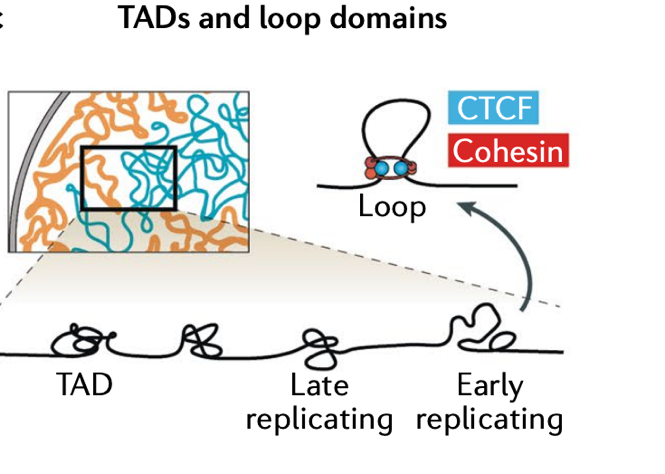 TADs and loop domains
CTCF
Cohesin
Loop
TAD
Late
replicating
Early
replicating